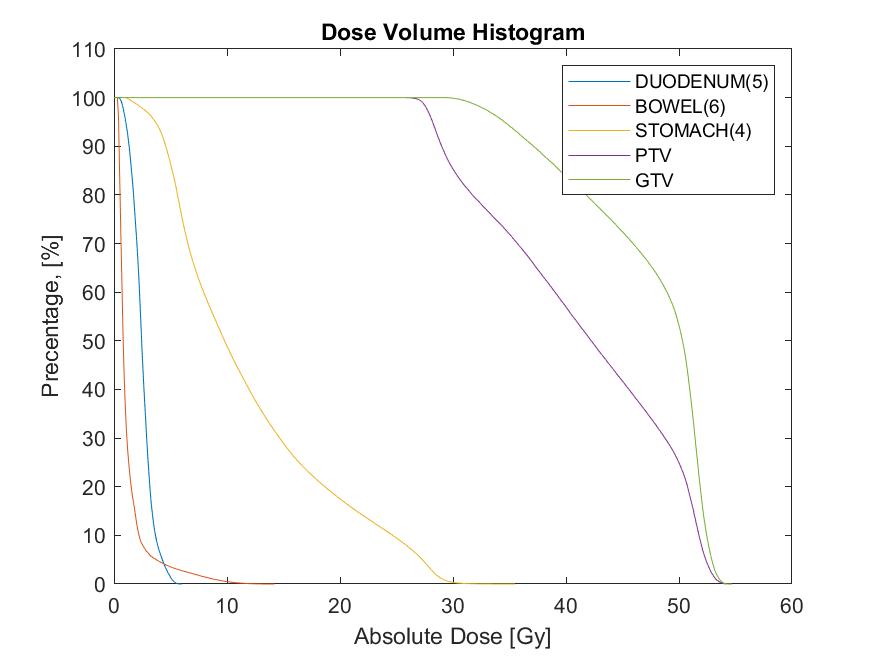 Dose Volume Histogram
110
100
90
80
70
60
50
40
30
20
10
0
Precentage, [%]
DUODENUM(5)
BOWEL(6)
STOMACH(4)
PTV
GTV
0 10 20 30 40 50 60
Absolute Dose [Gy]